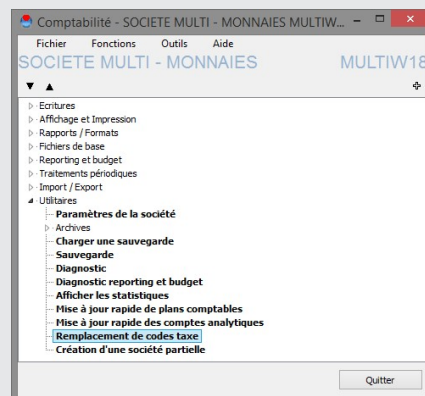 Comptabilité - SOCIETE MULTI - MONNAIES MULTIW...
Fichier Fonctions Outils Aide
SOCIETE MULTI - MONNAIES MULTIW18
Ecritures
Affichage et Impression
Rapports / Formats
Fichiers de base
Reporting et budget
Traitements périodiques
Import / Export
Utilitaires
Paramètres de la société
Archives
Charger une sauvegarde
Sauvegarde
Diagnostic
Diagnostic reporting et budget
Afficher les statistiques
Mise à jour rapide de plans comptables
Mise à jour rapide des comptes analytiques
Remplacement de codes taxe
Création d'une société partielle
Quitter